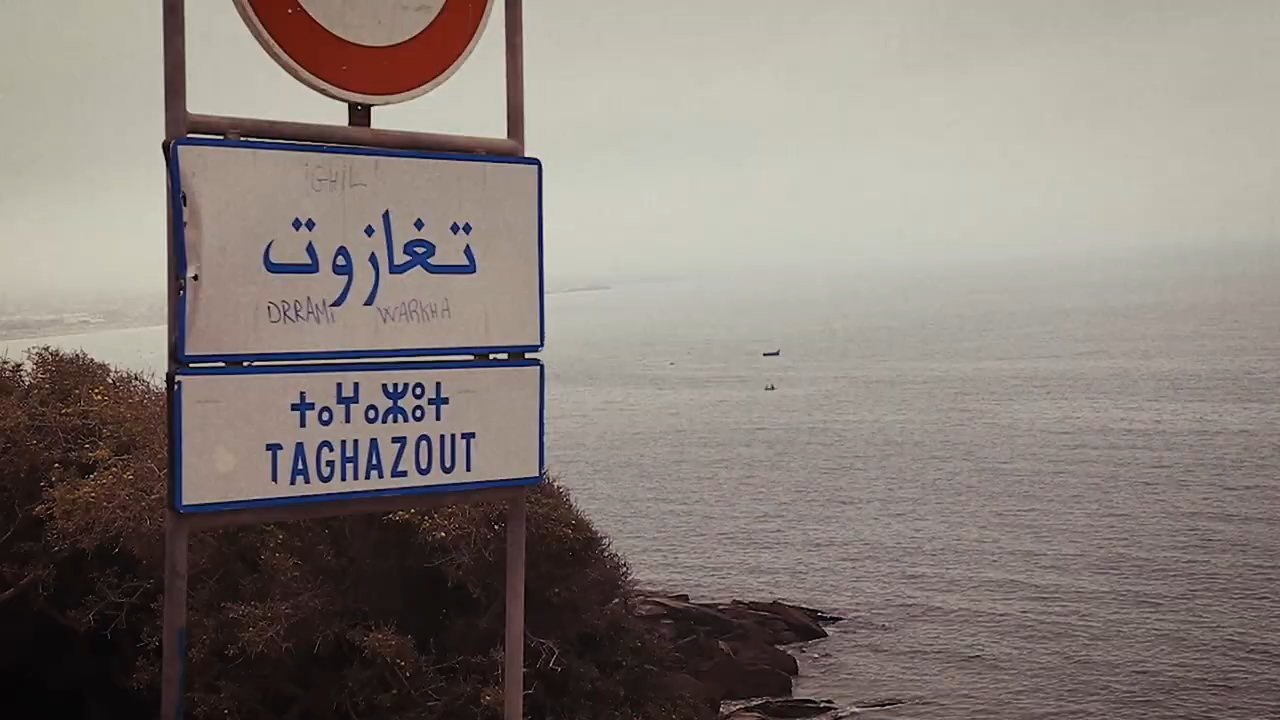 IGHIL
تغازوت
DRRAMI WARKHA
ⵜⴰⵖⴰⵣⵓⵜ
TAGHAZOUT